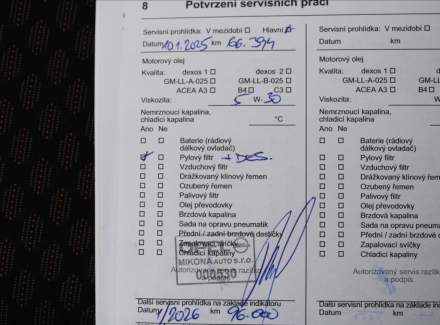 8 Potvrzení servisních prací
Servisní prohlídka: V mezidobí ☐ Hlavní ☐
Datum 10.1.2025 km 66.394
Motorový olej
Kvalita: dexos 1 ☐ dexos 2 ☐
GM-LL-A-025 ☐ GM-LL-B-025 ☐
ACEA A3 ☐ B4 ☐ C3 ☐
Viskozita: 5 W- 30
Nemrznoucí kapalina,
chladicí kapalina °C
Ano Ne
☐ ☐ Baterie (rádiový
dálkový ovladač)
☐ Pylový filtr + DES.
☐ ☐ Vzduchový filtr
☐ ☐ Drážkovaný klínový řemen
☐ ☐ Ozubený řemen
☐ ☐ Palivový filtr
☐ ☐ Olej převodovky
☐ ☐ Brzdová kapalina
☐ ☐ Sada na opravu pneumatik
☐ ☐ Přední / zadní brzdové destičky
☐ ☐ Zapalovací svíčky
☐ ☐ Chladicí kapaliny
OPEL
MIKONA AUTO s.r.o.
Autorizovaný servis razítko
a podpis
Další servisní prohlídka na základě indikátoru
1/2026 96.000
Servisní prohlídka: V mezidobí ☐
Datum km
Motorový olej
Kvalita: dexos 1 ☐
GM-LL-A-025 ☐
ACEA A3 ☐
Viskozita:
Nemrznoucí kapalina,
chladicí kapalina
Ano Ne
☐ ☐ Baterie (rádiový
dálkový ovladač)
☐ ☐ Pylový filtr
☐ ☐ Vzduchový filtr
☐ ☐ Drážkovaný klínový
☐ ☐ Ozubený řemen
☐ ☐ Palivový filtr
☐ ☐ Olej převodovky
☐ ☐ Brzdová kapalina
☐ ☐ Sada na opravu
☐ ☐ Přední / zadní brzdové
☐ ☐ Zapalovací svíčky
☐ ☐ Chladicí kapaliny
Autorizovaný servis razítko
a podpis
Další servisní prohlídka na základě